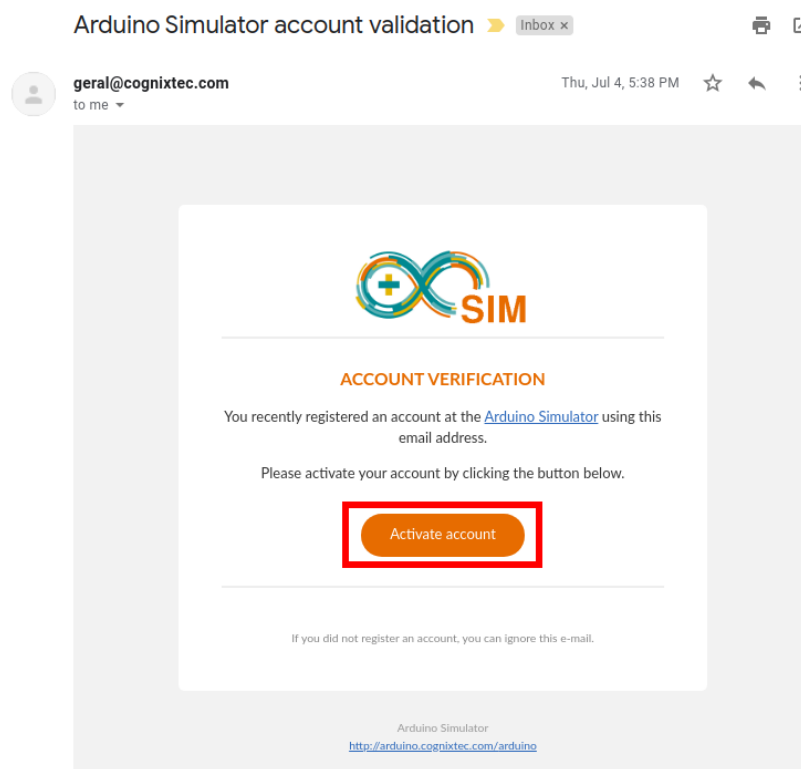 Arduino Simulator account validation Inbox ×
geral@cognixtec.com Thu, Jul 4, 5:38 PM
to me
SIM
ACCOUNT VERIFICATION
You recently registered an account at the Arduino Simulator using this
email address.
Please activate your account by clicking the button below.
Activate account
If you did not register an account, you can ignore this e-mail.
Arduino Simulator
http://arduino.cognixtec.com/arduino